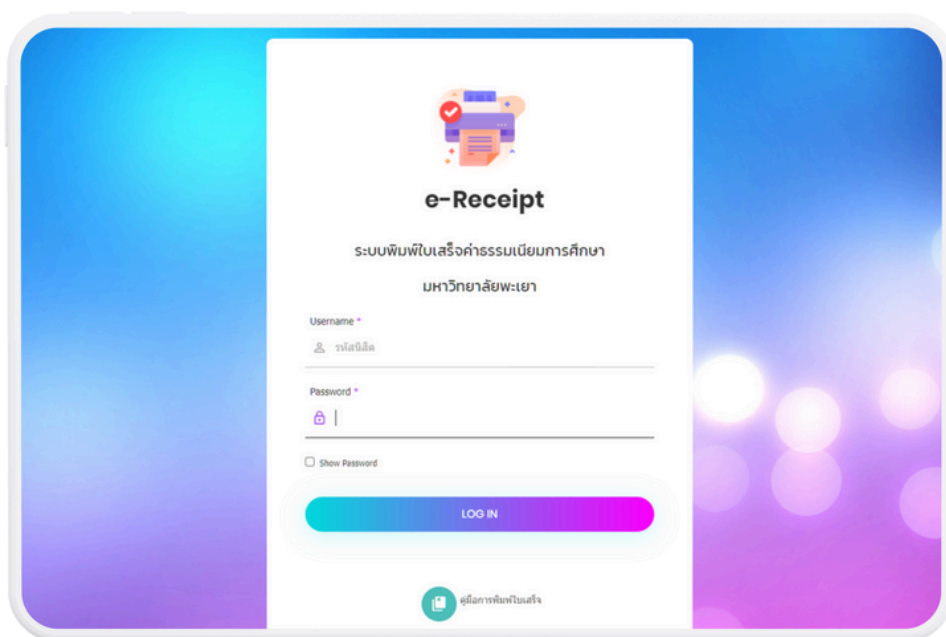 e-Receipt
ระบบพิมพ์ใบเสร็จค่าธรรมเนียมการศึกษา
มหาวิทยาลัยพะเยา
Username *
รหัสนิสิต
Password *
Show Password
LOG IN
คู่มือการพิมพ์ใบเสร็จ